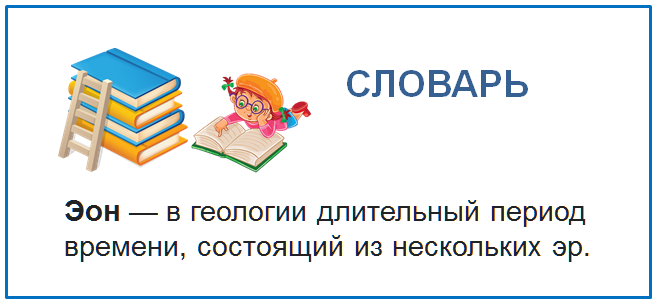 СЛОВАРЬ
Эон — в геологии длительный период
времени, состоящий из нескольких эр.